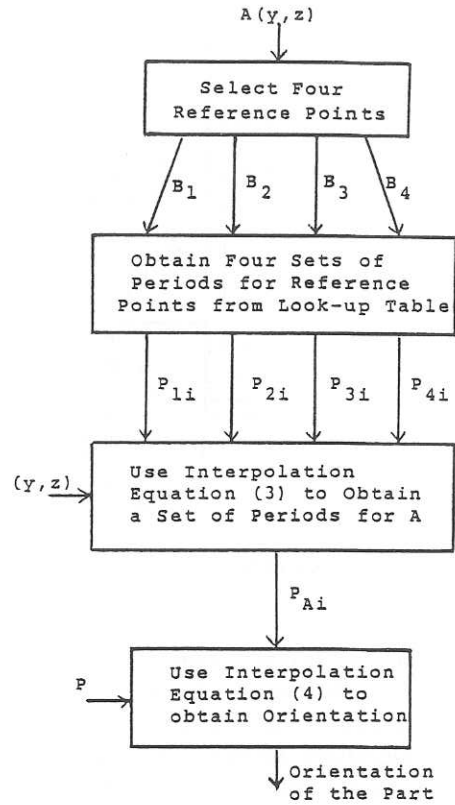 A(y,z)
Select Four
Reference Points
B1 B2 B3 B4
Obtain Four Sets of
Periods for Reference
Points from Look-up Table
P1i P2i P3i P4i
(y,z)
Use Interpolation
Equation (3) to Obtain
a Set of Periods for A
PAi
P
Use Interpolation
Equation (4) to
obtain Orientation
Orientation
of the Part